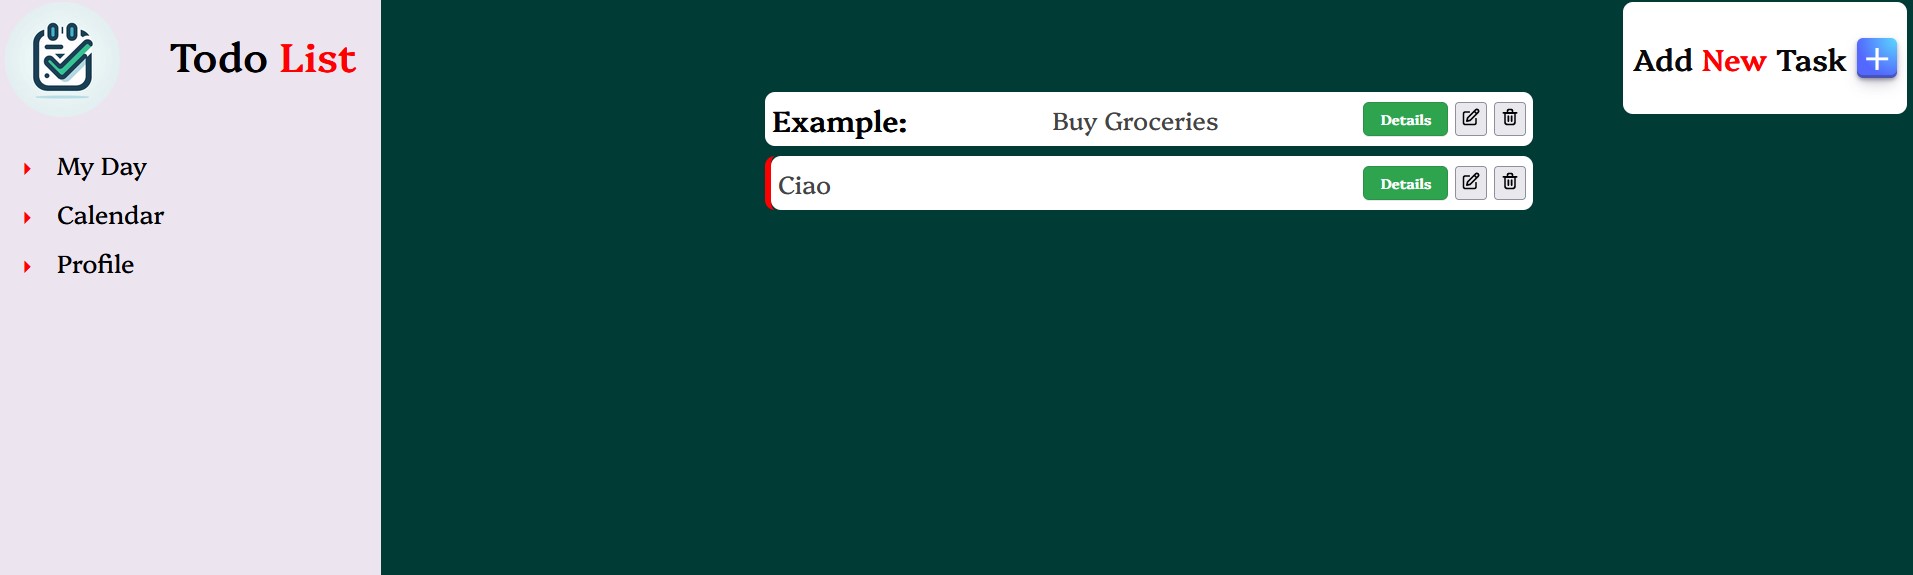 Todo List
My Day
Calendar
Profile
Add New Task
Example: Buy Groceries Details
Ciao Details